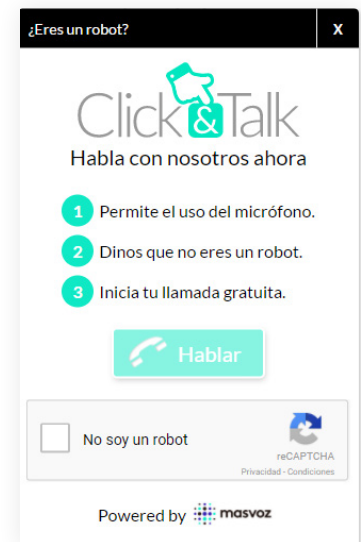 ¿Eres un robot? X
Click&Talk
Habla con nosotros ahora
1 Permite el uso del micrófono.
2 Dinos que no eres un robot.
3 Inicia tu llamada gratuita.
Hablar
No soy un robot
reCAPTCHA
Privacidad - Condiciones
Powered by masvoz